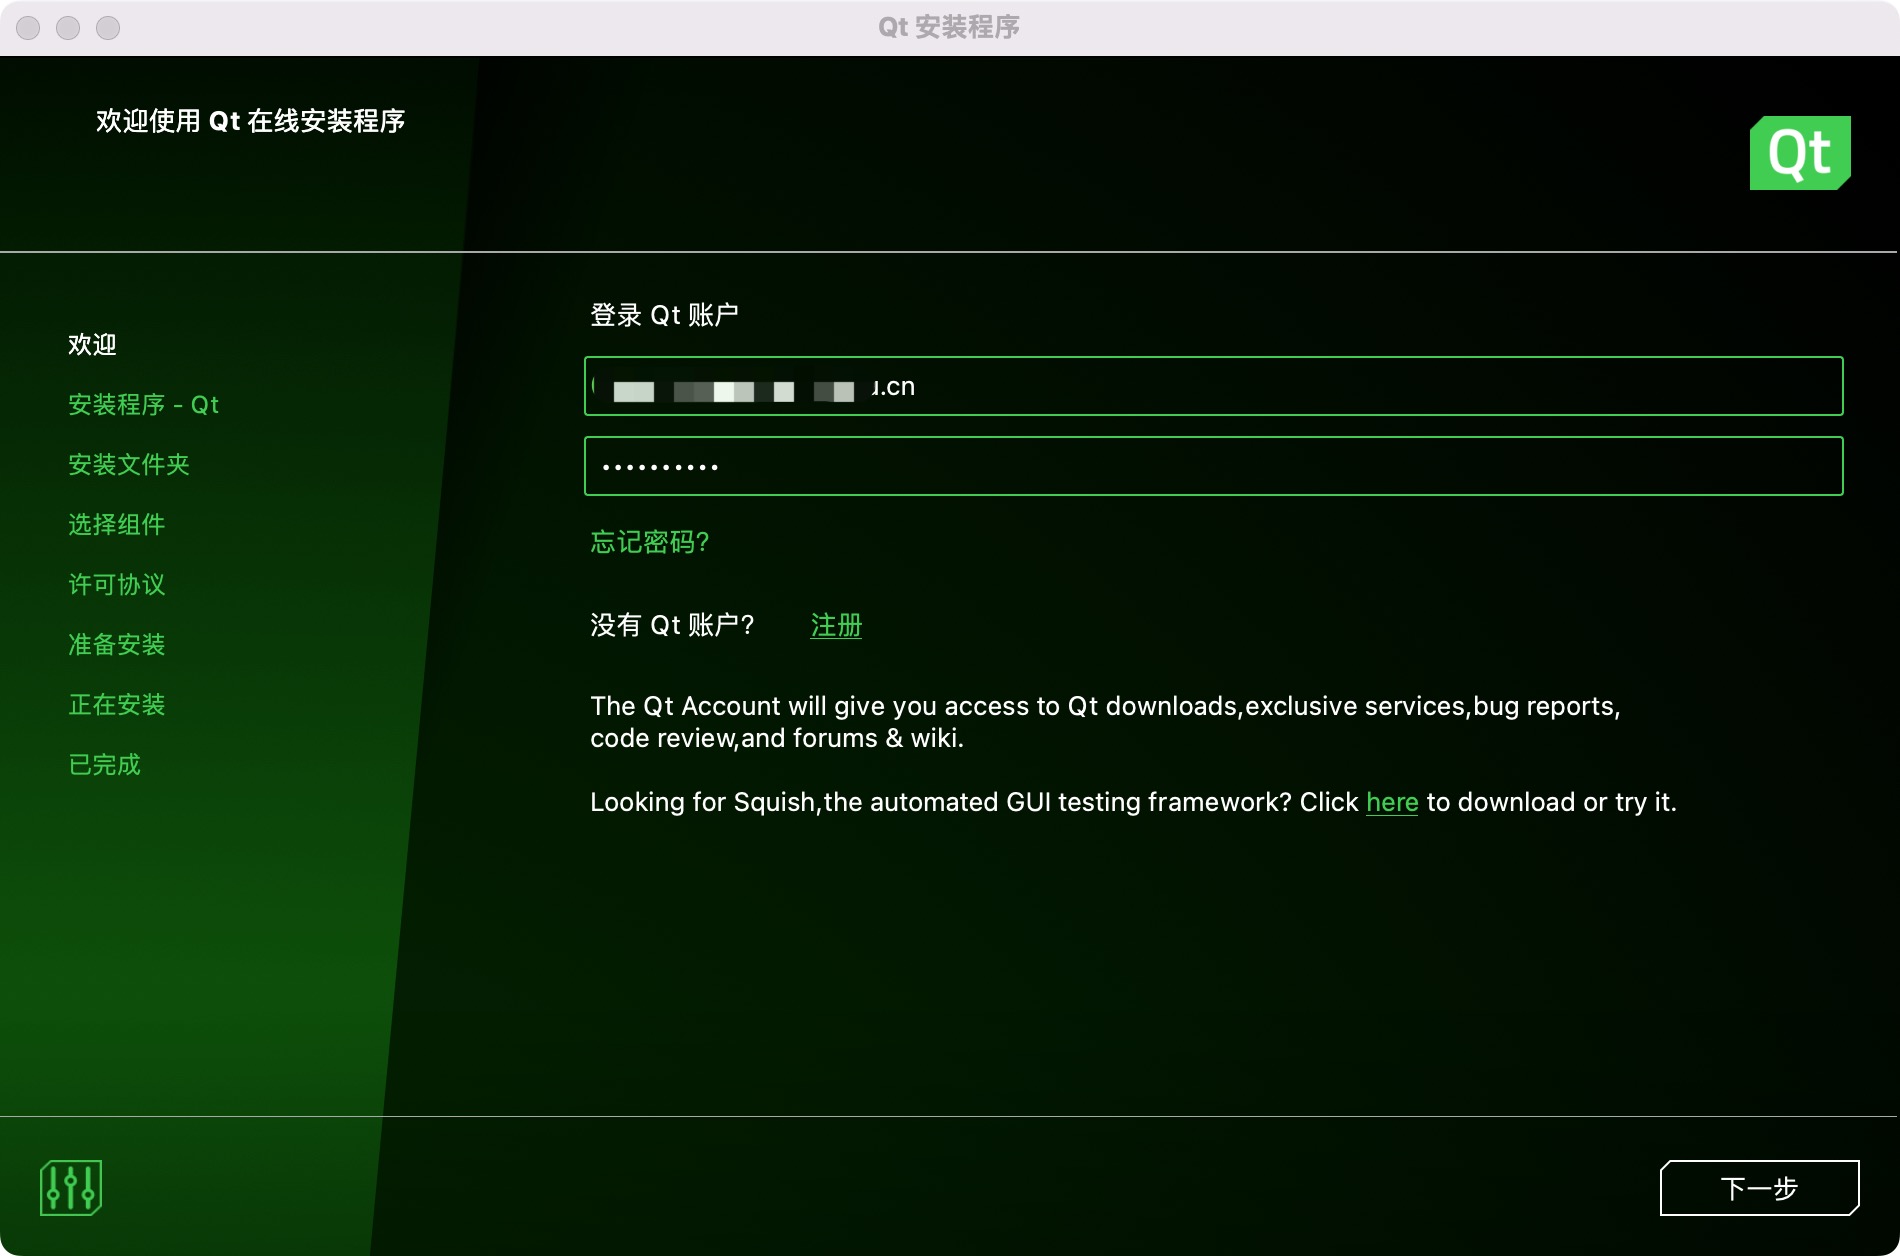 Qt 安装程序
欢迎使用 Qt 在线安装程序
Qt
欢迎
安装程序 - Qt
安装文件夹
选择组件
许可协议
准备安装
正在安装
已完成
登录 Qt 账户
.cn
••••••••••
忘记密码?
没有 Qt 账户? 注册
The Qt Account will give you access to Qt downloads,exclusive services,bug reports,
code review,and forums & wiki.
Looking for Squish,the automated GUI testing framework? Click here to download or try it.
下一步